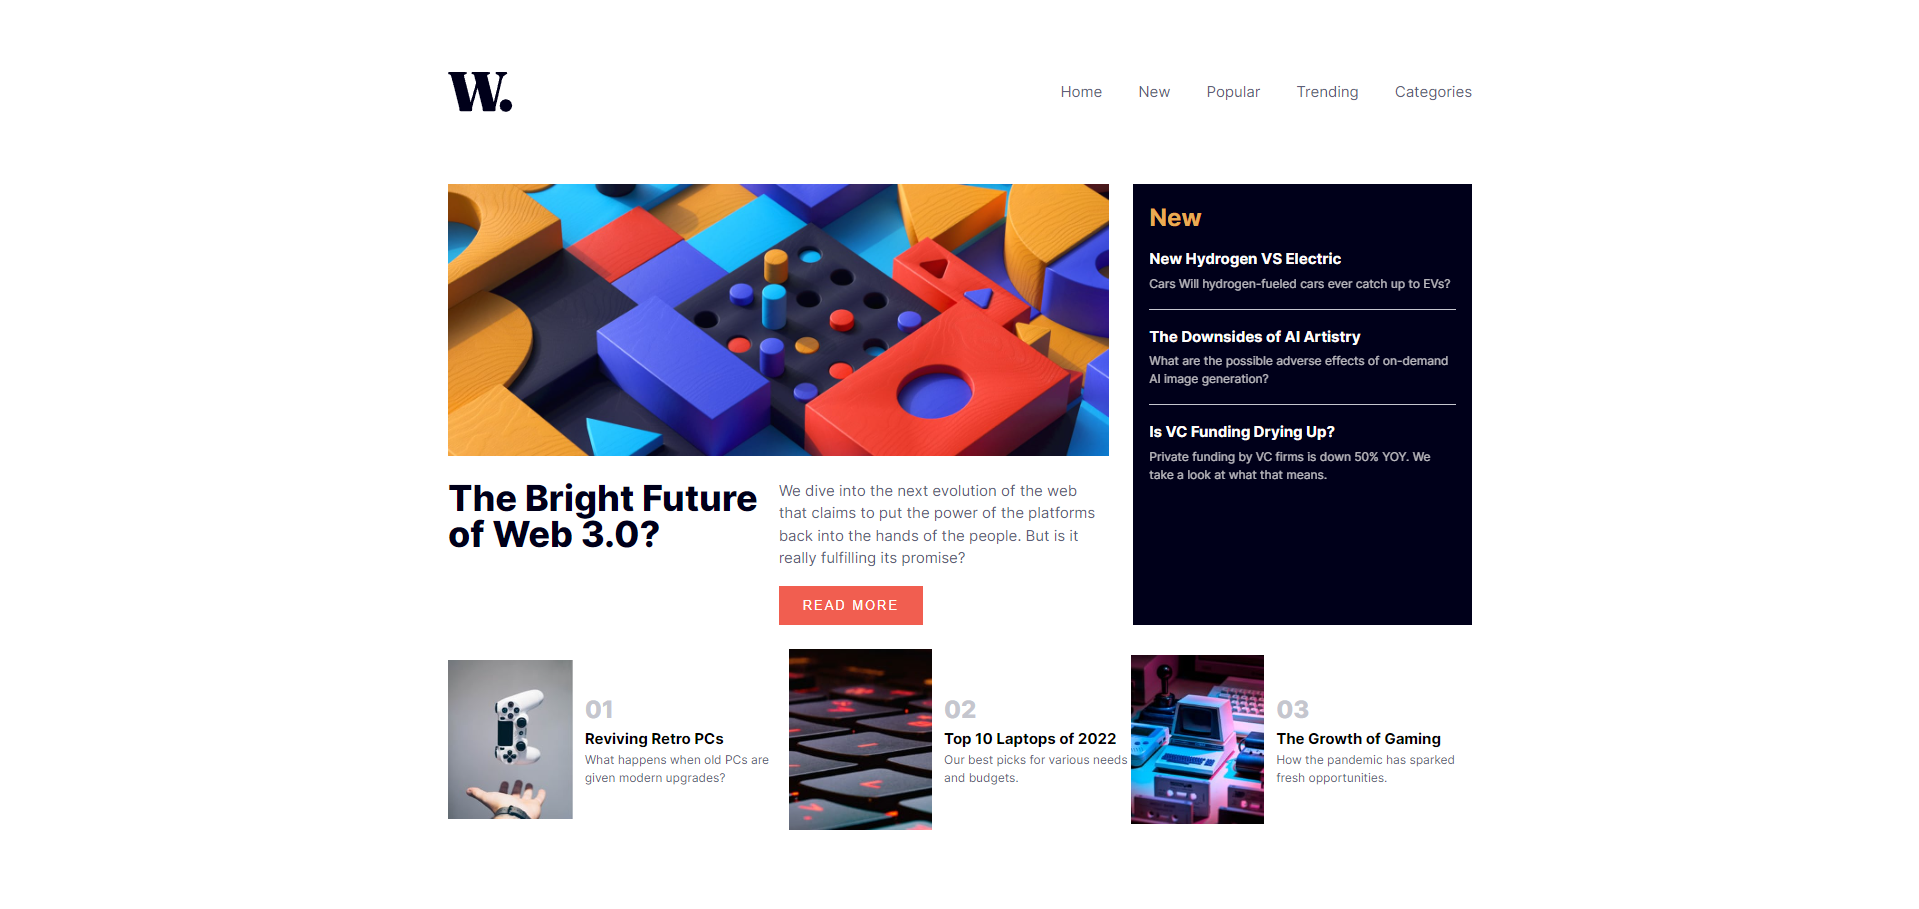 W.
Home New Popular Trending Categories
New
New Hydrogen VS Electric
Cars Will hydrogen-fueled cars ever catch up to EVs?
The Downsides of AI Artistry
What are the possible adverse effects of on-demand
AI image generation?
Is VC Funding Drying Up?
Private funding by VC firms is down 50% YOY. We
take a look at what that means.
The Bright Future
of Web 3.0?
We dive into the next evolution of the web
that claims to put the power of the platforms
back into the hands of the people. But is it
really fulfilling its promise?
READ MORE
01
Reviving Retro PCs
What happens when old PCs are
given modern upgrades?
02
Top 10 Laptops of 2022
Our best picks for various needs
and budgets.
03
The Growth of Gaming
How the pandemic has sparked
fresh opportunities.